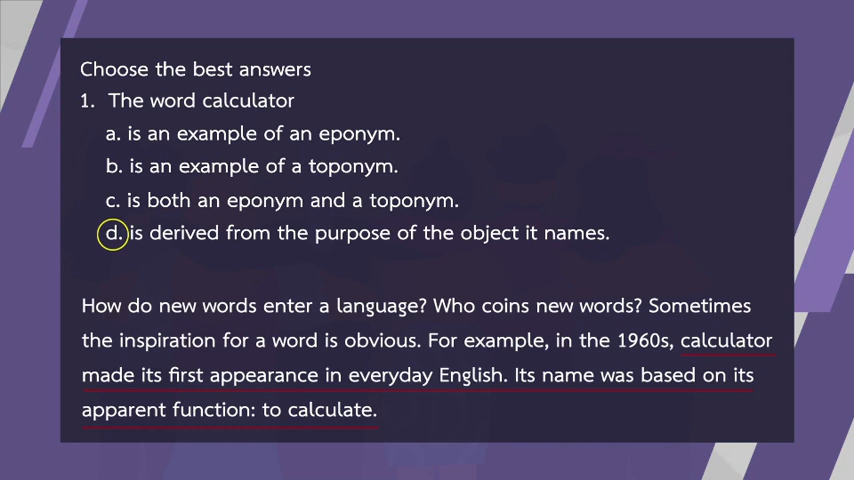 Choose the best answers
1. The word calculator
a. is an example of an eponym.
b. is an example of a toponym.
c. is both an eponym and a toponym.
d. is derived from the purpose of the object it names.
How do new words enter a language? Who coins new words? Sometimes
the inspiration for a word is obvious. For example, in the 1960s, calculator
made its first appearance in everyday English. Its name was based on its
apparent function: to calculate.